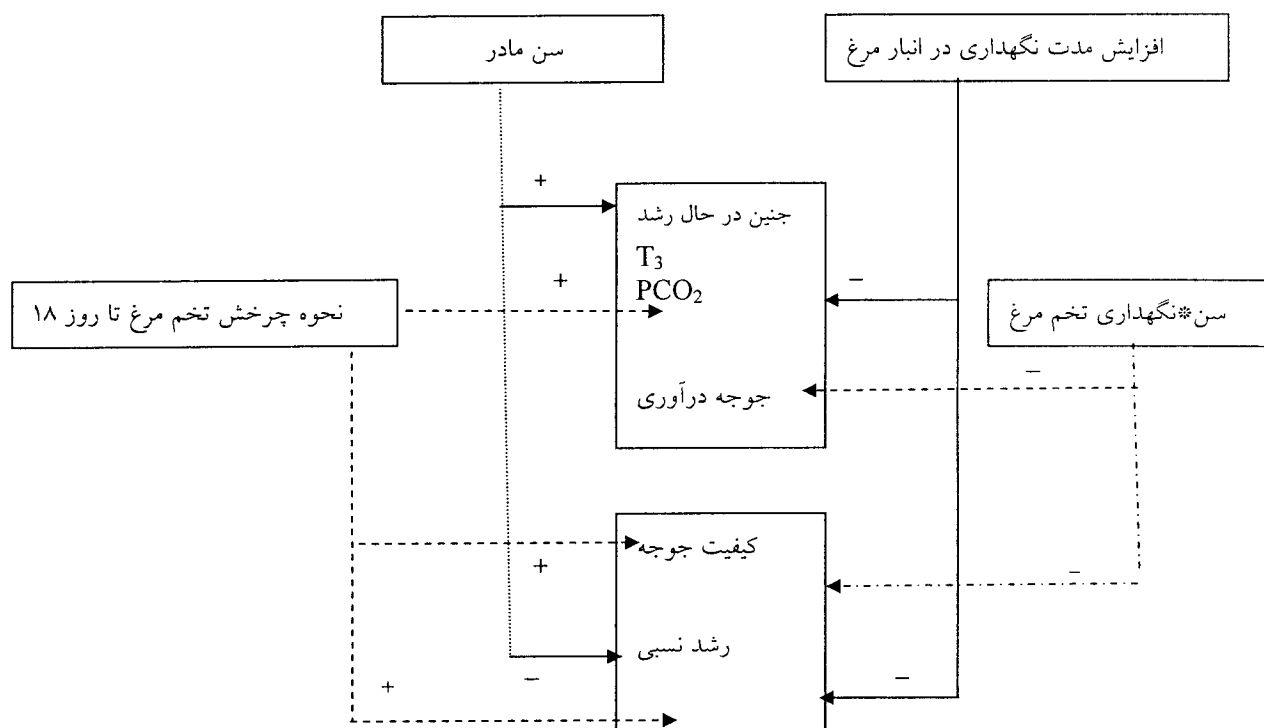 سن مادر
افزایش مدت نگهداری در انبار مرغ
+
جنین در حال رشد
T₃
PCO₂
+
–
نحوه چرخش تخم مرغ تا روز ۱۸
سن*نگهداری تخم مرغ
جوجه درآوری
–
کیفیت جوجه
+
–
رشد نسبی
–
–
+